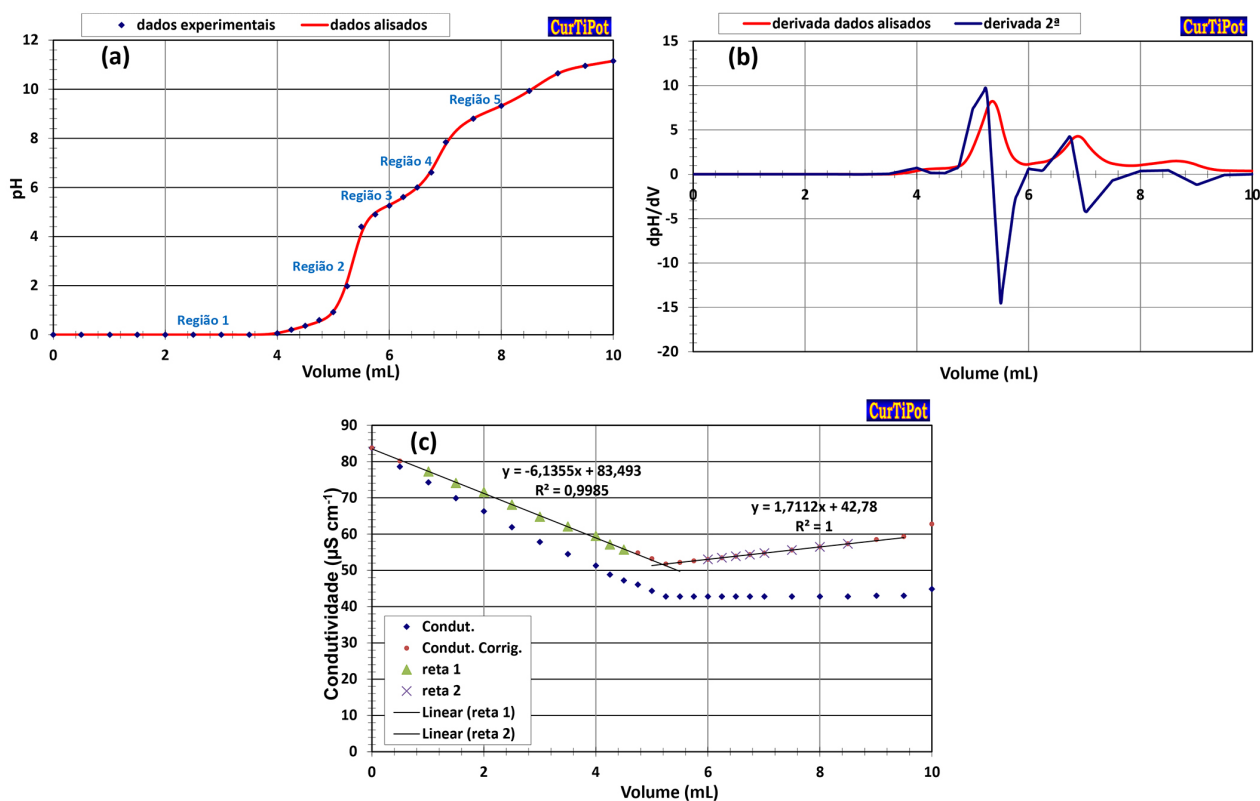 dados experimentais
dados alisados
CurTiPot
(a)
12
10
8
6
4
2
0
pH
Região 1
Região 2
Região 3
Região 4
Região 5
0 2 4 6 8 10
Volume (mL)
derivada dados alisados
derivada 2ª
CurTiPot
(b)
15
10
5
0
-5
-10
-15
-20
dpH/dV
0 2 4 6 8 10
Volume (mL)
CurTiPot
(c)
90
80
70
60
50
40
30
20
10
0
Condutividade (µS cm⁻¹)
y = -6,1355x + 83,493
R² = 0,9985
y = 1,7112x + 42,78
R² = 1
Condut.
Condut. Corrig.
reta 1
reta 2
Linear (reta 1)
Linear (reta 2)
0 2 4 6 8 10
Volume (mL)